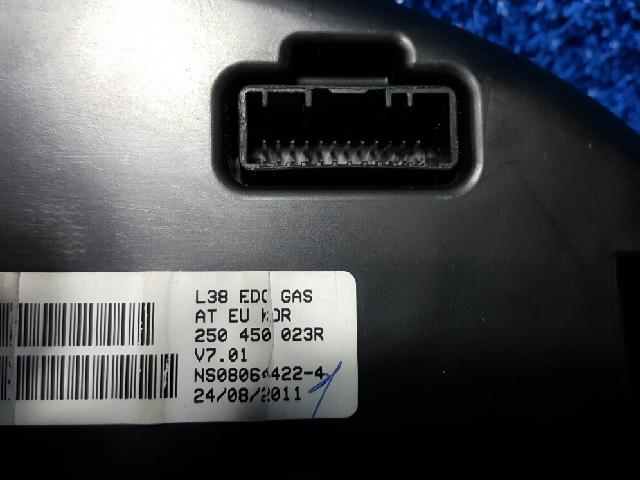 L38 EDC GAS
AT EU KOR
250 450 023R
V7.01
NS08064422-4
24/08/2011